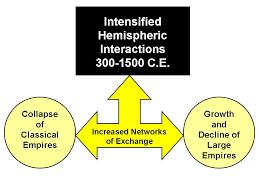 Intensified
Hemispheric
Interactions
300-1500 C.E.
Collapse
of
Classical
Empires
Increased Networks
of Exchange
Growth
and
Decline of
Large
Empires